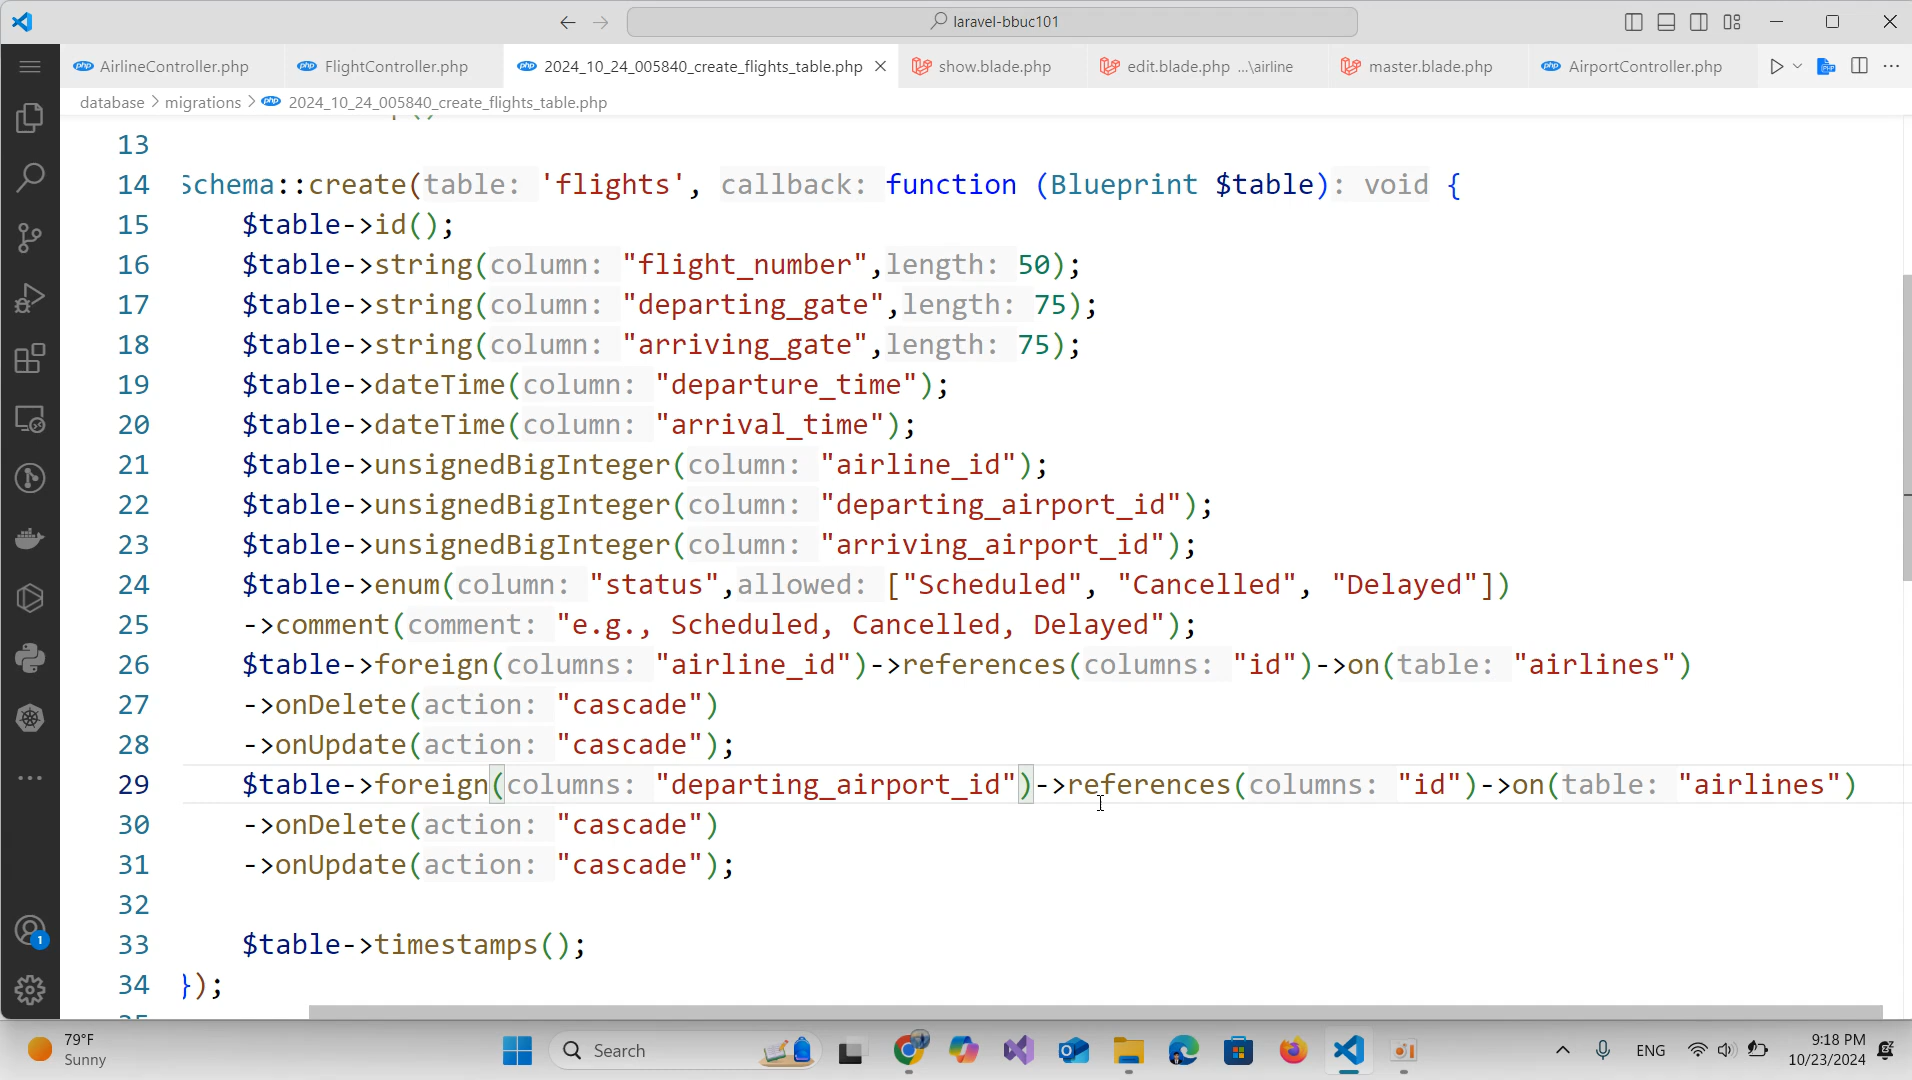 laravel-bbuc101
AirlineController.php
FlightController.php
2024_10_24_005840_create_flights_table.php
show.blade.php
edit.blade.php ...\airline
master.blade.php
AirportController.php
database > migrations > 2024_10_24_005840_create_flights_table.php
13
14 Schema::create(table: 'flights', callback: function (Blueprint $table): void {
15 $table->id();
16 $table->string(column: "flight_number",length: 50);
17 $table->string(column: "departing_gate",length: 75);
18 $table->string(column: "arriving_gate",length: 75);
19 $table->dateTime(column: "departure_time");
20 $table->dateTime(column: "arrival_time");
21 $table->unsignedBigInteger(column: "airline_id");
22 $table->unsignedBigInteger(column: "departing_airport_id");
23 $table->unsignedBigInteger(column: "arriving_airport_id");
24 $table->enum(column: "status",allowed: ["Scheduled", "Cancelled", "Delayed"])
25 ->comment(comment: "e.g., Scheduled, Cancelled, Delayed");
26 $table->foreign(columns: "airline_id")->references(columns: "id")->on(table: "airlines")
27 ->onDelete(action: "cascade")
28 ->onUpdate(action: "cascade");
29 $table->foreign(columns: "departing_airport_id")->references(columns: "id")->on(table: "airlines")
30 ->onDelete(action: "cascade")
31 ->onUpdate(action: "cascade");
32
33 $table->timestamps();
34 });
1
79°F
Sunny
Search
ENG
9:18 PM
10/23/2024